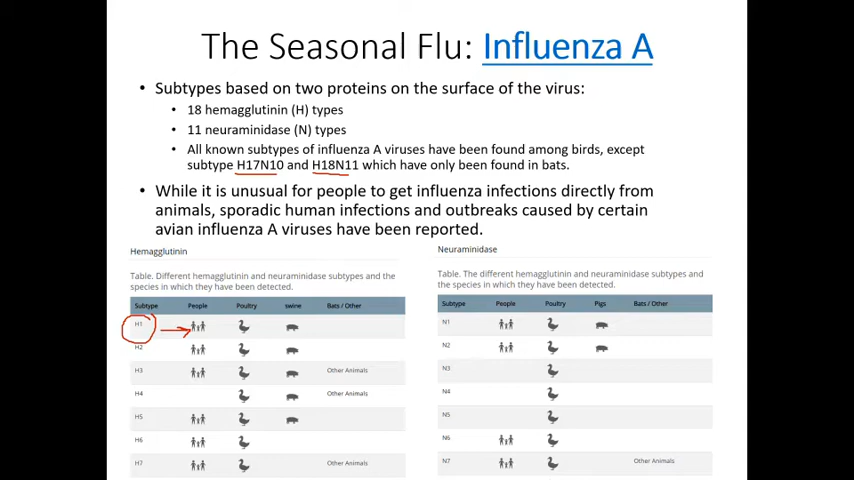 The Seasonal Flu: Influenza A
• Subtypes based on two proteins on the surface of the virus:
• 18 hemagglutinin (H) types
• 11 neuraminidase (N) types
• All known subtypes of influenza A viruses have been found among birds, except
subtype H17N10 and H18N11 which have only been found in bats.
• While it is unusual for people to get influenza infections directly from
animals, sporadic human infections and outbreaks caused by certain
avian influenza A viruses have been reported.
Hemagglutinin
Table. Different hemagglutinin and neuraminidase subtypes and the
species in which they have been detected.
Subtype People Poultry swine Bats / Other
H1
H2
H3 Other Animals
H4 Other Animals
H5
H6
H7 Other Animals
Neuraminidase
Table. The different hemagglutinin and neuraminidase subtypes and
the species in which they have been detected.
Subtype People Poultry Pigs Bats/Other
N1
N2
N3
N4
N5
N6
N7 Other Animals